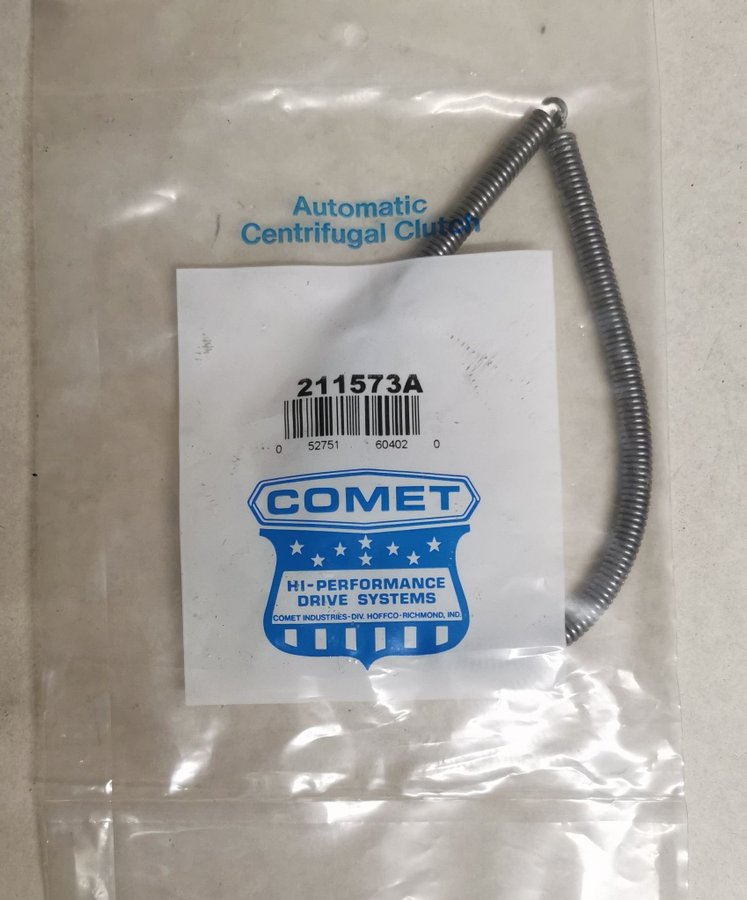 Automatic
Centrifugal Clutch
211573A
0 52751 60402 0
COMET
HI-PERFORMANCE
DRIVE SYSTEMS
COMET INDUSTRIES-DIV. HOFFCO-RICHMOND, IND.